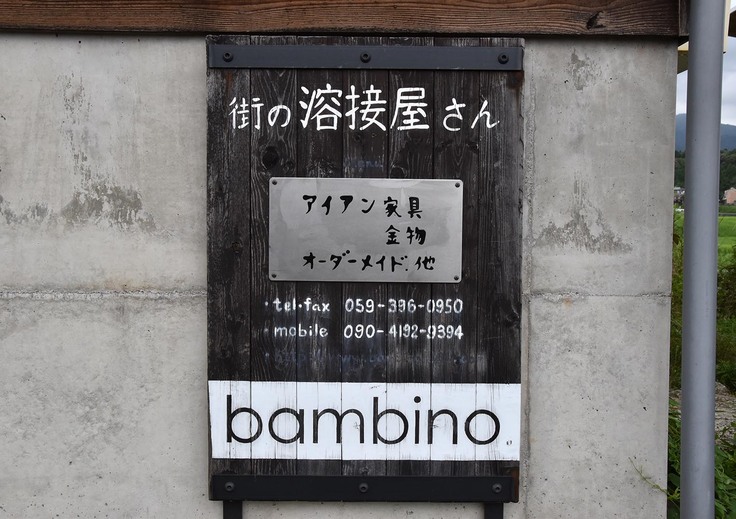 街の溶接屋さん
menu
アイアン家具
金物
オーダーメイド.他
・tel・fax 059-396-0950
mobile 090-4192-9394
bambino